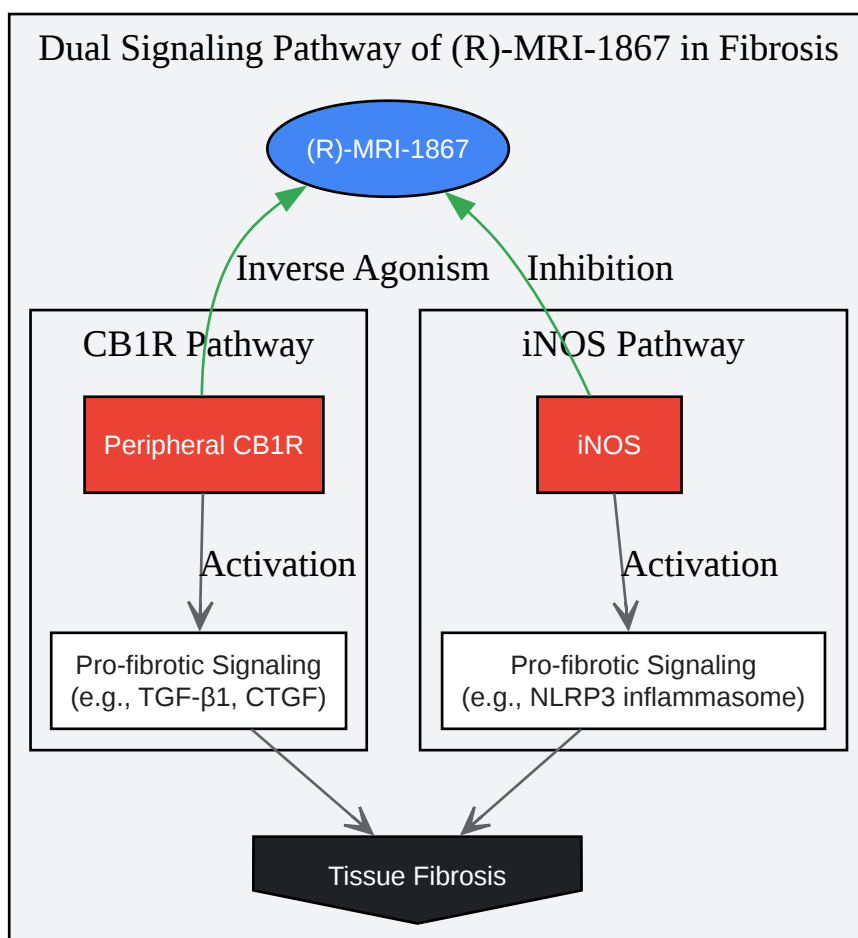 Dual Signaling Pathway of (R)-MRI-1867 in Fibrosis
(R)-MRI-1867
Inverse Agonism
Inhibition
CB1R Pathway
iNOS Pathway
Peripheral CB1R
iNOS
Activation
Activation
Pro-fibrotic Signaling
(e.g., TGF-β1, CTGF)
Pro-fibrotic Signaling
(e.g., NLRP3 inflammasome)
Tissue Fibrosis